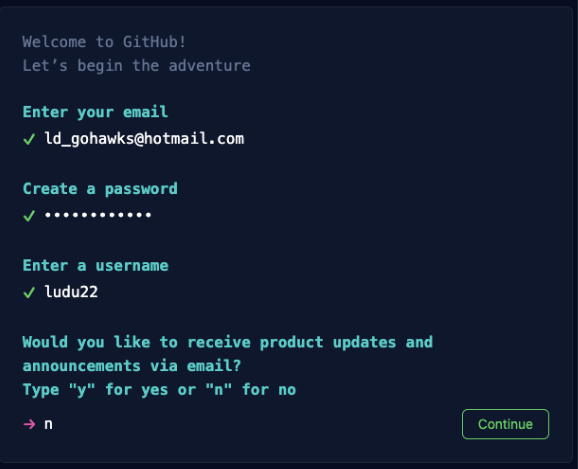 Welcome to GitHub!
Let’s begin the adventure
Enter your email
✓ ld_gohawks@hotmail.com
Create a password
✓ ••••••••••••
Enter a username
✓ ludu22
Would you like to receive product updates and
announcements via email?
Type "y" for yes or "n" for no
→ n
Continue